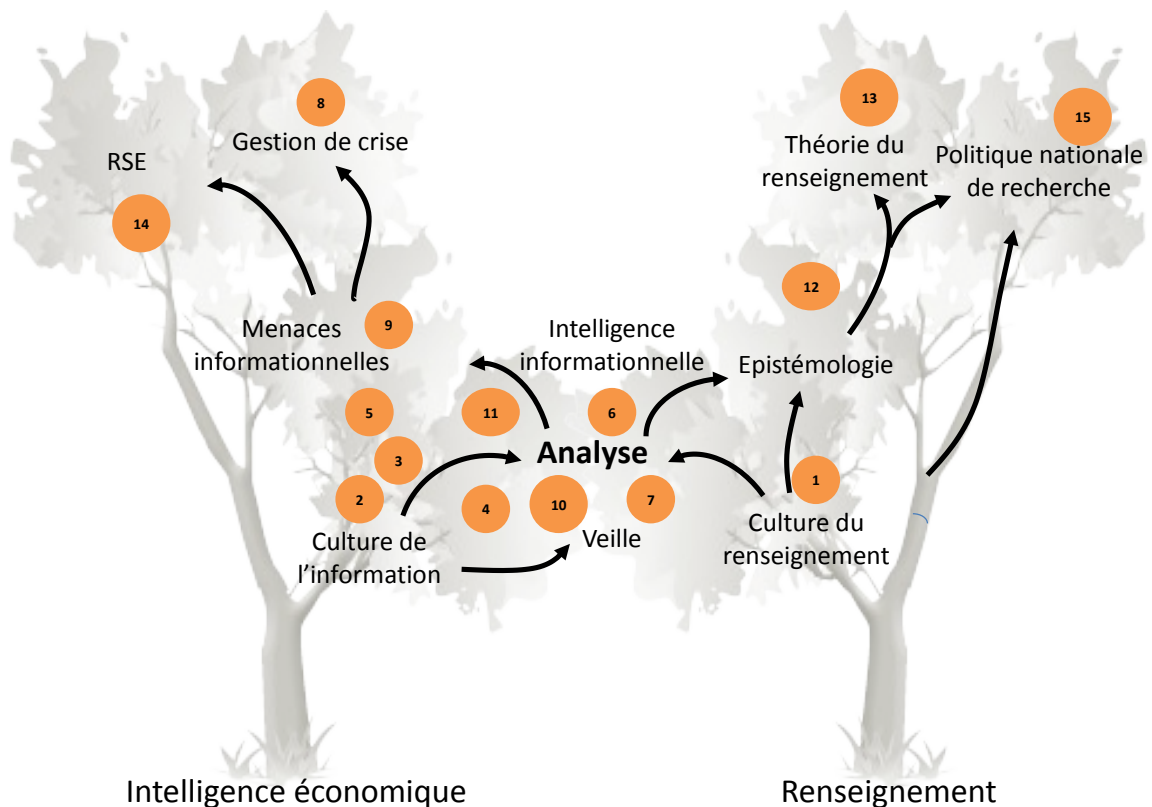 8
13
15
Gestion de crise
Théorie du
renseignement
Politique nationale
de recherche
RSE
14
12
9
Menaces
informationnelles
Intelligence
informationnelle
Epistémologie
5
11
6
3
Analyse
1
2
4
10
7
Culture de
l'information
Veille
Culture du
renseignement
Intelligence économique
Renseignement